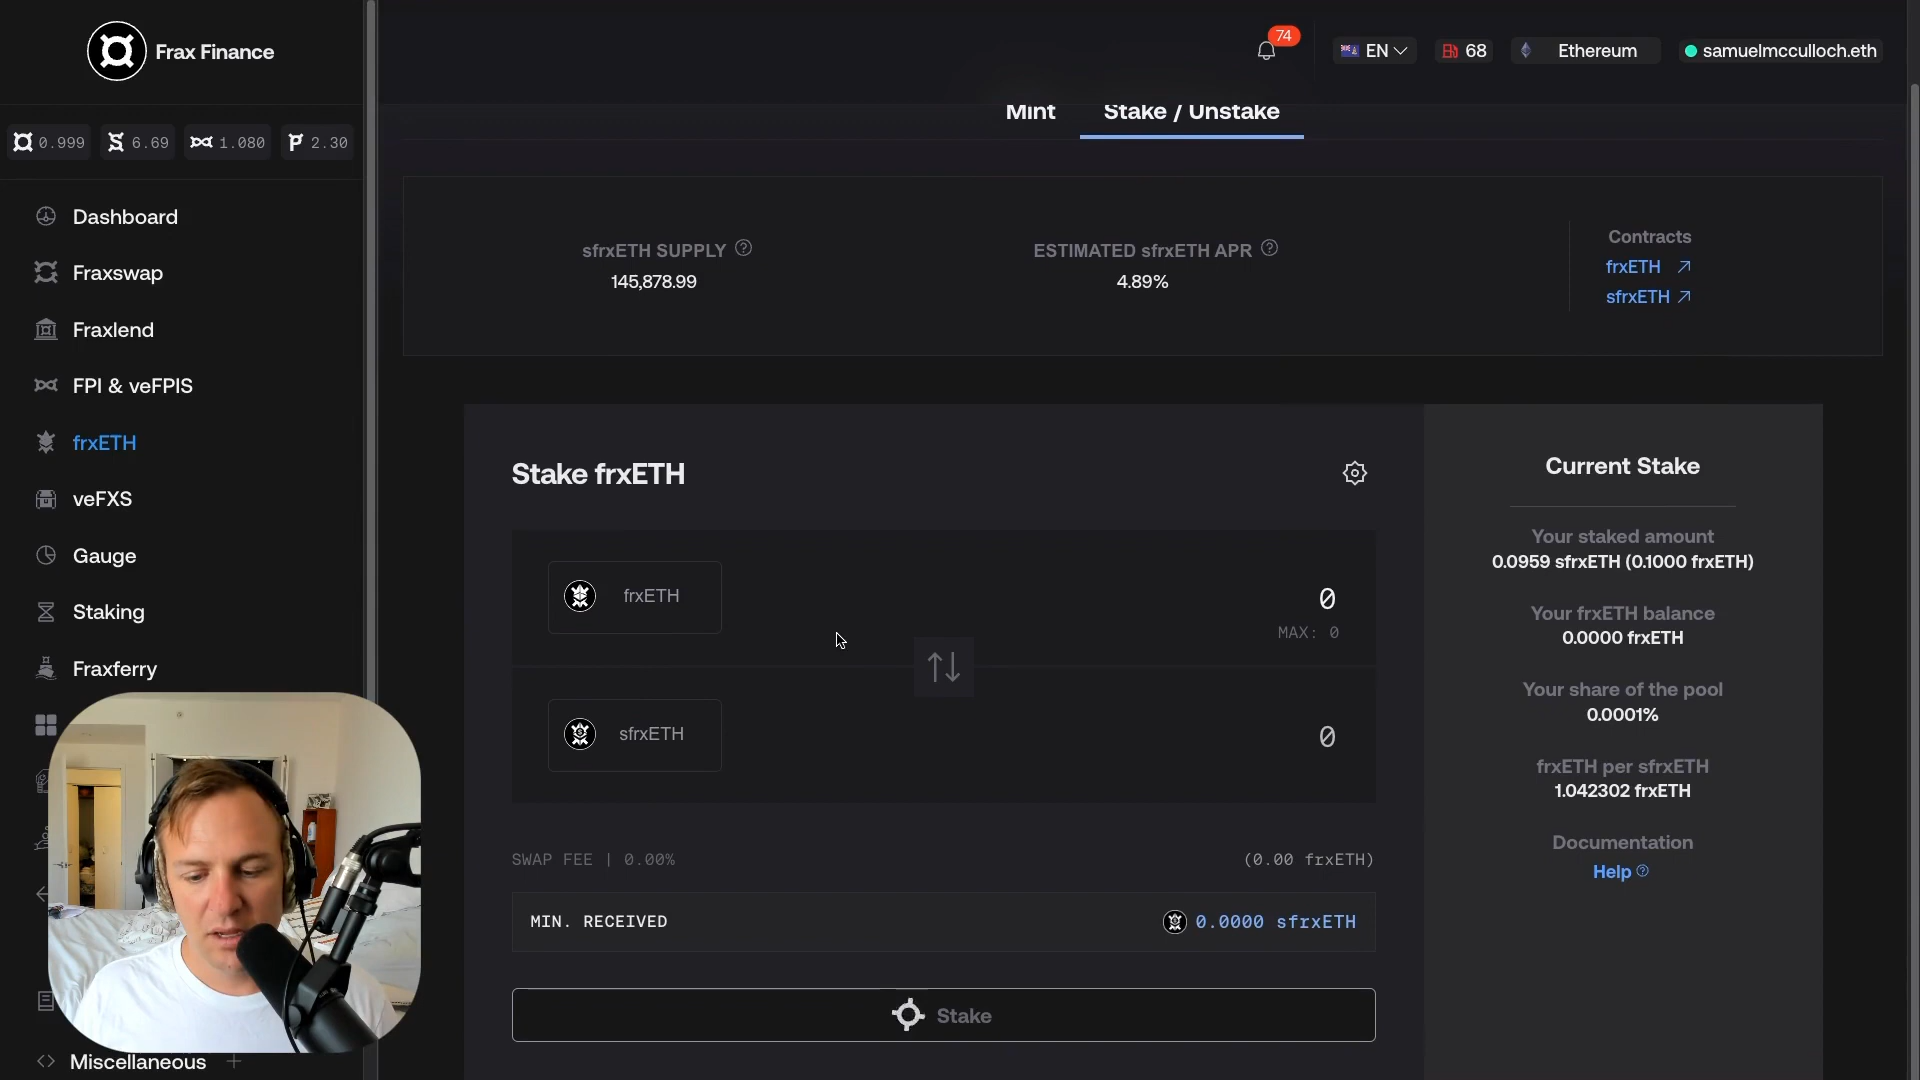 Frax Finance
74
EN
68
Ethereum
samuelmcculloch.eth
0.999
6.69
1.080
2.30
Dashboard
Fraxswap
Fraxlend
FPI & veFPIS
frxETH
veFXS
Gauge
Staking
Fraxferry
Miscellaneous +
Mint
Stake / Unstake
sfrxETH SUPPLY
145,878.99
ESTIMATED sfrxETH APR
4.89%
Contracts
frxETH
sfrxETH
Stake frxETH
frxETH
0
MAX: 0
sfrxETH
0
SWAP FEE | 0.00%
(0.00 frxETH)
MIN. RECEIVED
0.0000 sfrxETH
Stake
Current Stake
Your staked amount
0.0959 sfrxETH (0.1000 frxETH)
Your frxETH balance
0.0000 frxETH
Your share of the pool
0.0001%
frxETH per sfrxETH
1.042302 frxETH
Documentation
Help